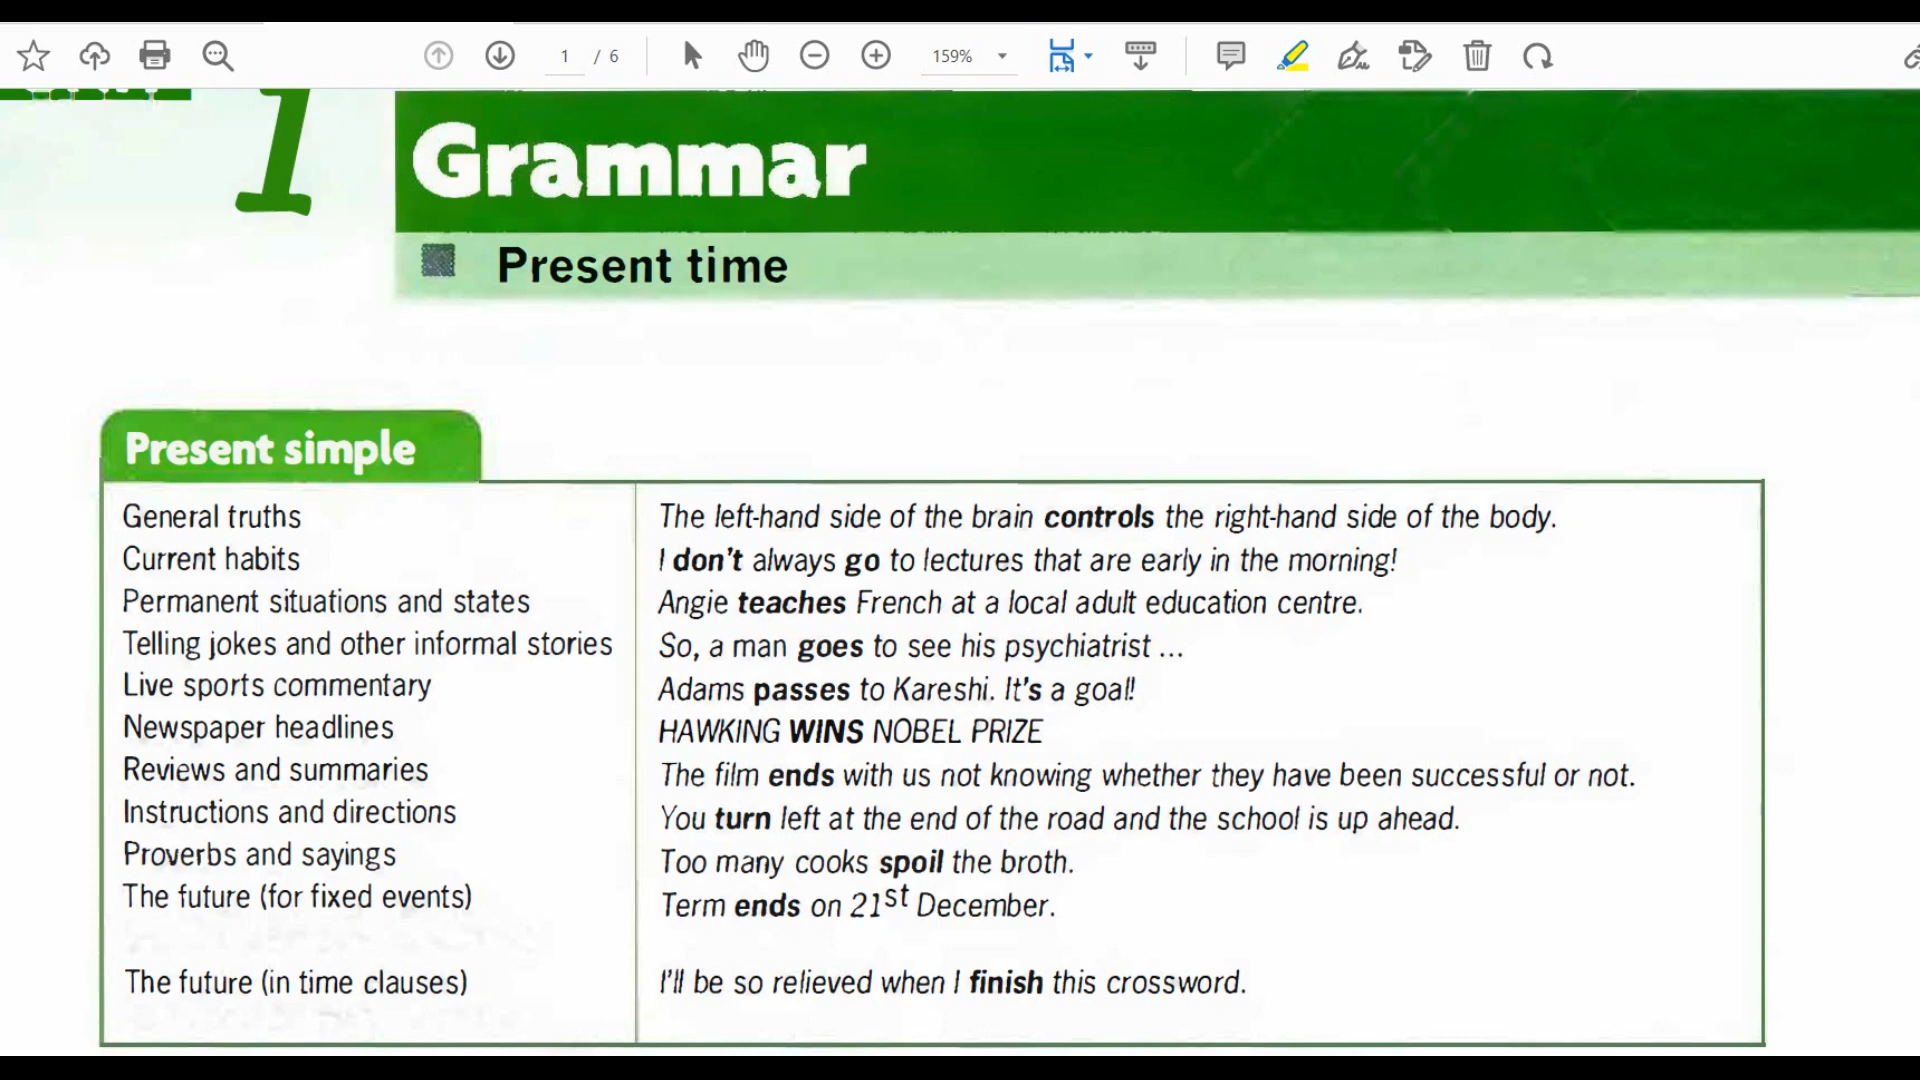 1 / 6
159%
1
Grammar
Present time
Present simple
General truths
The left-hand side of the brain controls the right-hand side of the body.
Current habits
I don't always go to lectures that are early in the morning!
Permanent situations and states
Angie teaches French at a local adult education centre.
Telling jokes and other informal stories
So, a man goes to see his psychiatrist ...
Live sports commentary
Adams passes to Kareshi. It's a goal!
Newspaper headlines
HAWKING WINS NOBEL PRIZE
Reviews and summaries
The film ends with us not knowing whether they have been successful or not.
Instructions and directions
You turn left at the end of the road and the school is up ahead.
Proverbs and sayings
Too many cooks spoil the broth.
The future (for fixed events)
Term ends on 21st December.
The future (in time clauses)
I'll be so relieved when I finish this crossword.